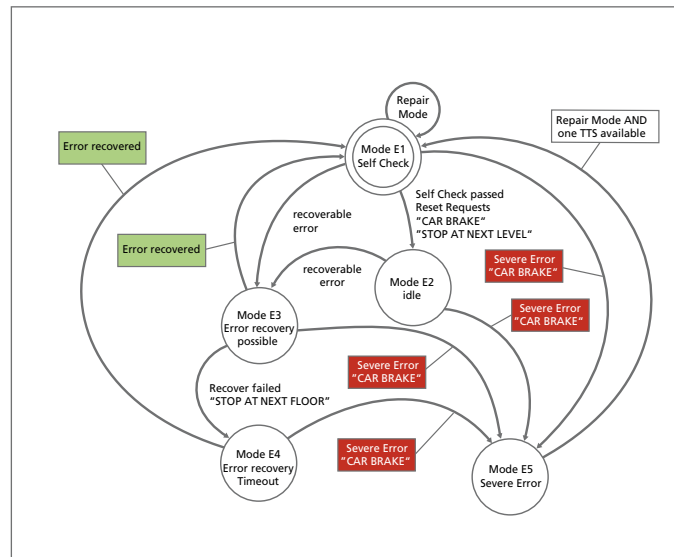 Repair
Mode
Repair Mode AND
one TTS available
Error recovered
Mode E1
Self Check
Self Check passed
Reset Requests
“CAR BRAKE“
“STOP AT NEXT LEVEL“
recoverable
error
Error recovered
recoverable
error
Severe Error
“CAR BRAKE“
Mode E2
idle
Severe Error
“CAR BRAKE“
Mode E3
Error recovery
possible
Severe Error
“CAR BRAKE“
Recover failed
“STOP AT NEXT FLOOR“
Severe Error
“CAR BRAKE“
Mode E4
Error recovery
Timeout
Mode E5
Severe Error